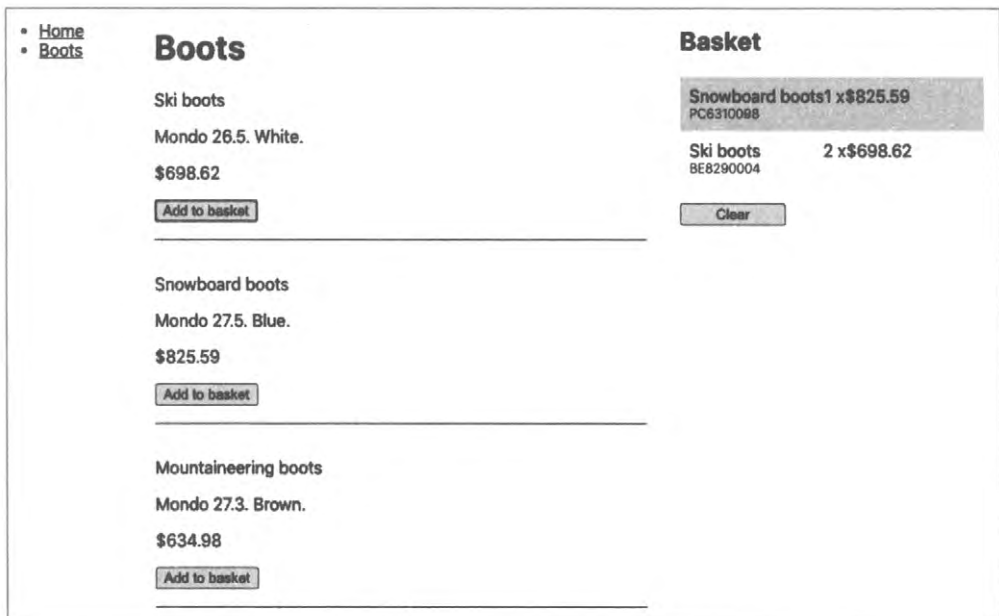 Home
Boots
Boots
Ski boots
Mondo 26.5. White.
$698.62
Add to basket
Snowboard boots
Mondo 27.5. Blue.
$825.59
Add to basket
Mountaineering boots
Mondo 27.3. Brown.
$634.98
Add to basket
Basket
Snowboard boots1 x$825.59
PC6310098
Ski boots 2 x$698.62
BE8290004
Clear